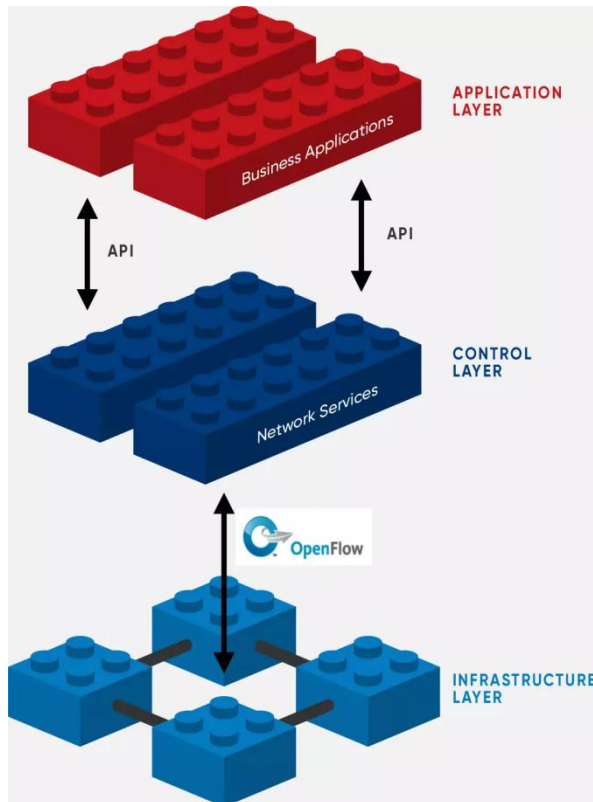 APPLICATION
LAYER
Business Applications
API
API
CONTROL
LAYER
Network Services
OpenFlow
INFRASTRUCTURE
LAYER